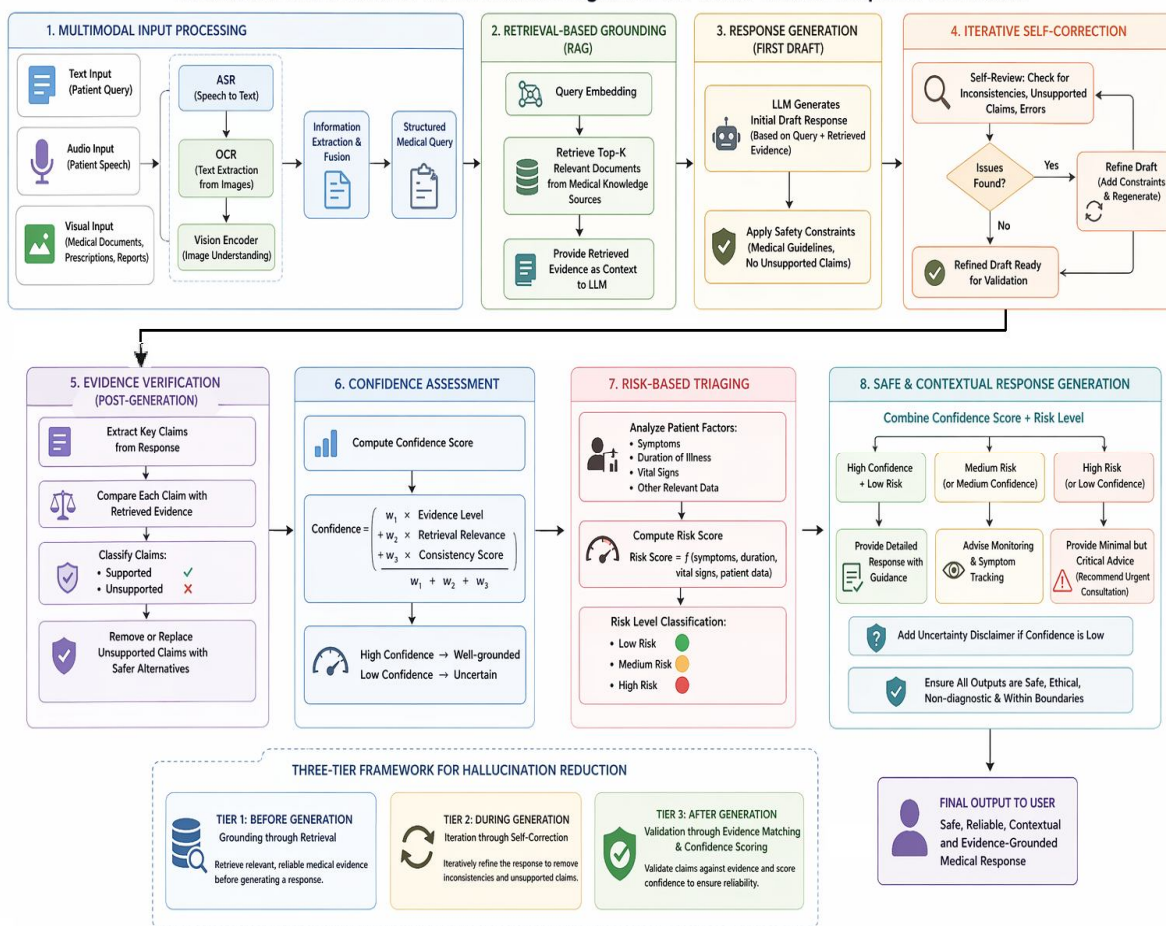 1. MULTIMODAL INPUT PROCESSING
Text Input
(Patient Query)
Audio Input
(Patient Speech)
Visual Input
(Medical Documents,
Prescriptions, Reports)
ASR
(Speech to Text)
OCR
(Text Extraction
from Images)
Vision Encoder
(Image Understanding)
Information
Extraction &
Fusion
Structured
Medical Query
2. RETRIEVAL-BASED GROUNDING
(RAG)
Query Embedding
Retrieve Top-K
Relevant Documents
from Medical Knowledge
Sources
Provide Retrieved
Evidence as Context
to LLM
3. RESPONSE GENERATION
(FIRST DRAFT)
LLM Generates
Initial Draft Response
(Based on Query + Retrieved
Evidence)
Apply Safety Constraints
(Medical Guidelines,
No Unsupported Claims)
4. ITERATIVE SELF-CORRECTION
Self-Review: Check for
Inconsistencies, Unsupported
Claims, Errors
Issues
Found?
Yes
No
Refine Draft
(Add Constraints
& Regenerate)
Refined Draft Ready
for Validation
5. EVIDENCE VERIFICATION
(POST-GENERATION)
Extract Key Claims
from Response
Compare Each Claim with
Retrieved Evidence
Classify Claims:
• Supported ✓
• Unsupported ✗
Remove or Replace
Unsupported Claims with
Safer Alternatives
6. CONFIDENCE ASSESSMENT
Compute Confidence Score
w₁ × Evidence Level
Confidence = + w₂ × Retrieval Relevance
+ w₃ × Consistency Score
w₁ + w₂ + w₃
High Confidence → Well-grounded
Low Confidence → Uncertain
7. RISK-BASED TRIAGING
Analyze Patient Factors:
• Symptoms
• Duration of Illness
• Vital Signs
• Other Relevant Data
Compute Risk Score
Risk Score = f (symptoms, duration,
vital signs, patient data)
Risk Level Classification:
• Low Risk
• Medium Risk
• High Risk
8. SAFE & CONTEXTUAL RESPONSE GENERATION
Combine Confidence Score + Risk Level
High Confidence
+ Low Risk
Medium Risk
(or Medium Confidence)
High Risk
(or Low Confidence)
Provide Detailed
Response with
Guidance
Advise Monitoring
& Symptom
Tracking
Provide Minimal but
Critical Advice
(Recommend Urgent
Consultation)
Add Uncertainty Disclaimer if Confidence is Low
Ensure All Outputs are Safe, Ethical,
Non-diagnostic & Within Boundaries
THREE-TIER FRAMEWORK FOR HALLUCINATION REDUCTION
TIER 1: BEFORE GENERATION
Grounding through Retrieval
Retrieve relevant, reliable medical evidence
before generating a response.
TIER 2: DURING GENERATION
Iteration through Self-Correction
Iteratively refine the response to remove
inconsistencies and unsupported claims.
TIER 3: AFTER GENERATION
Validation through Evidence Matching
& Confidence Scoring
Validate claims against evidence and score
confidence to ensure reliability.
FINAL OUTPUT TO USER
Safe, Reliable, Contextual
and Evidence-Grounded
Medical Response